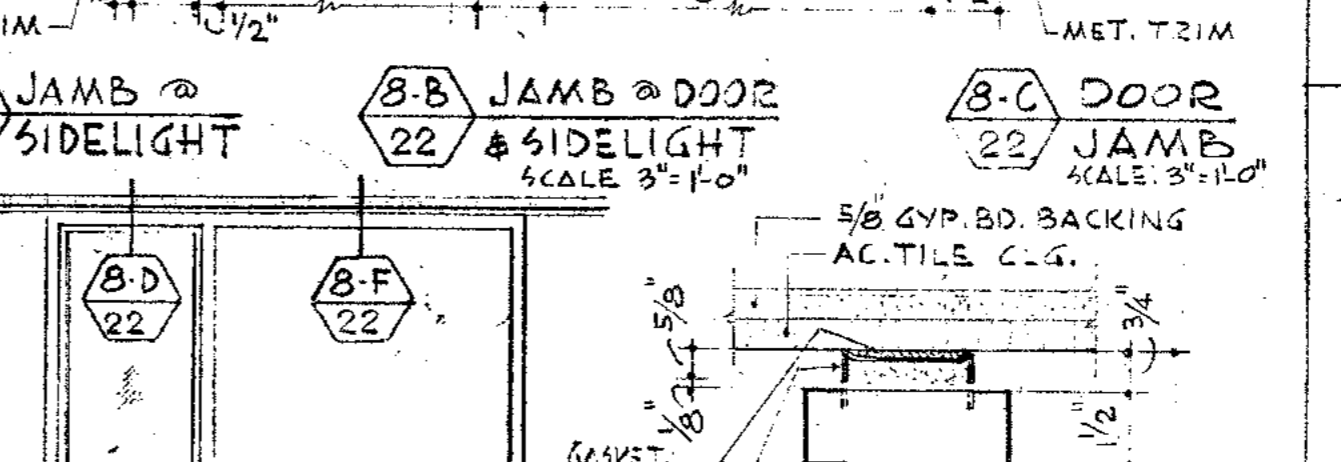 IM
1/2"
MET. TRIM
JAMB @
SIDELIGHT
8-B
22
JAMB @ DOOR
& SIDELIGHT
SCALE 3"=1'-0"
8-C
22
DOOR
JAMB
SCALE: 3"=1'-0"
5/8" GYP. BD. BACKING
AC. TILE CLG.
8-D
22
8-F
22
5/8"
1/8"
3/4"
1/2"
GASKET